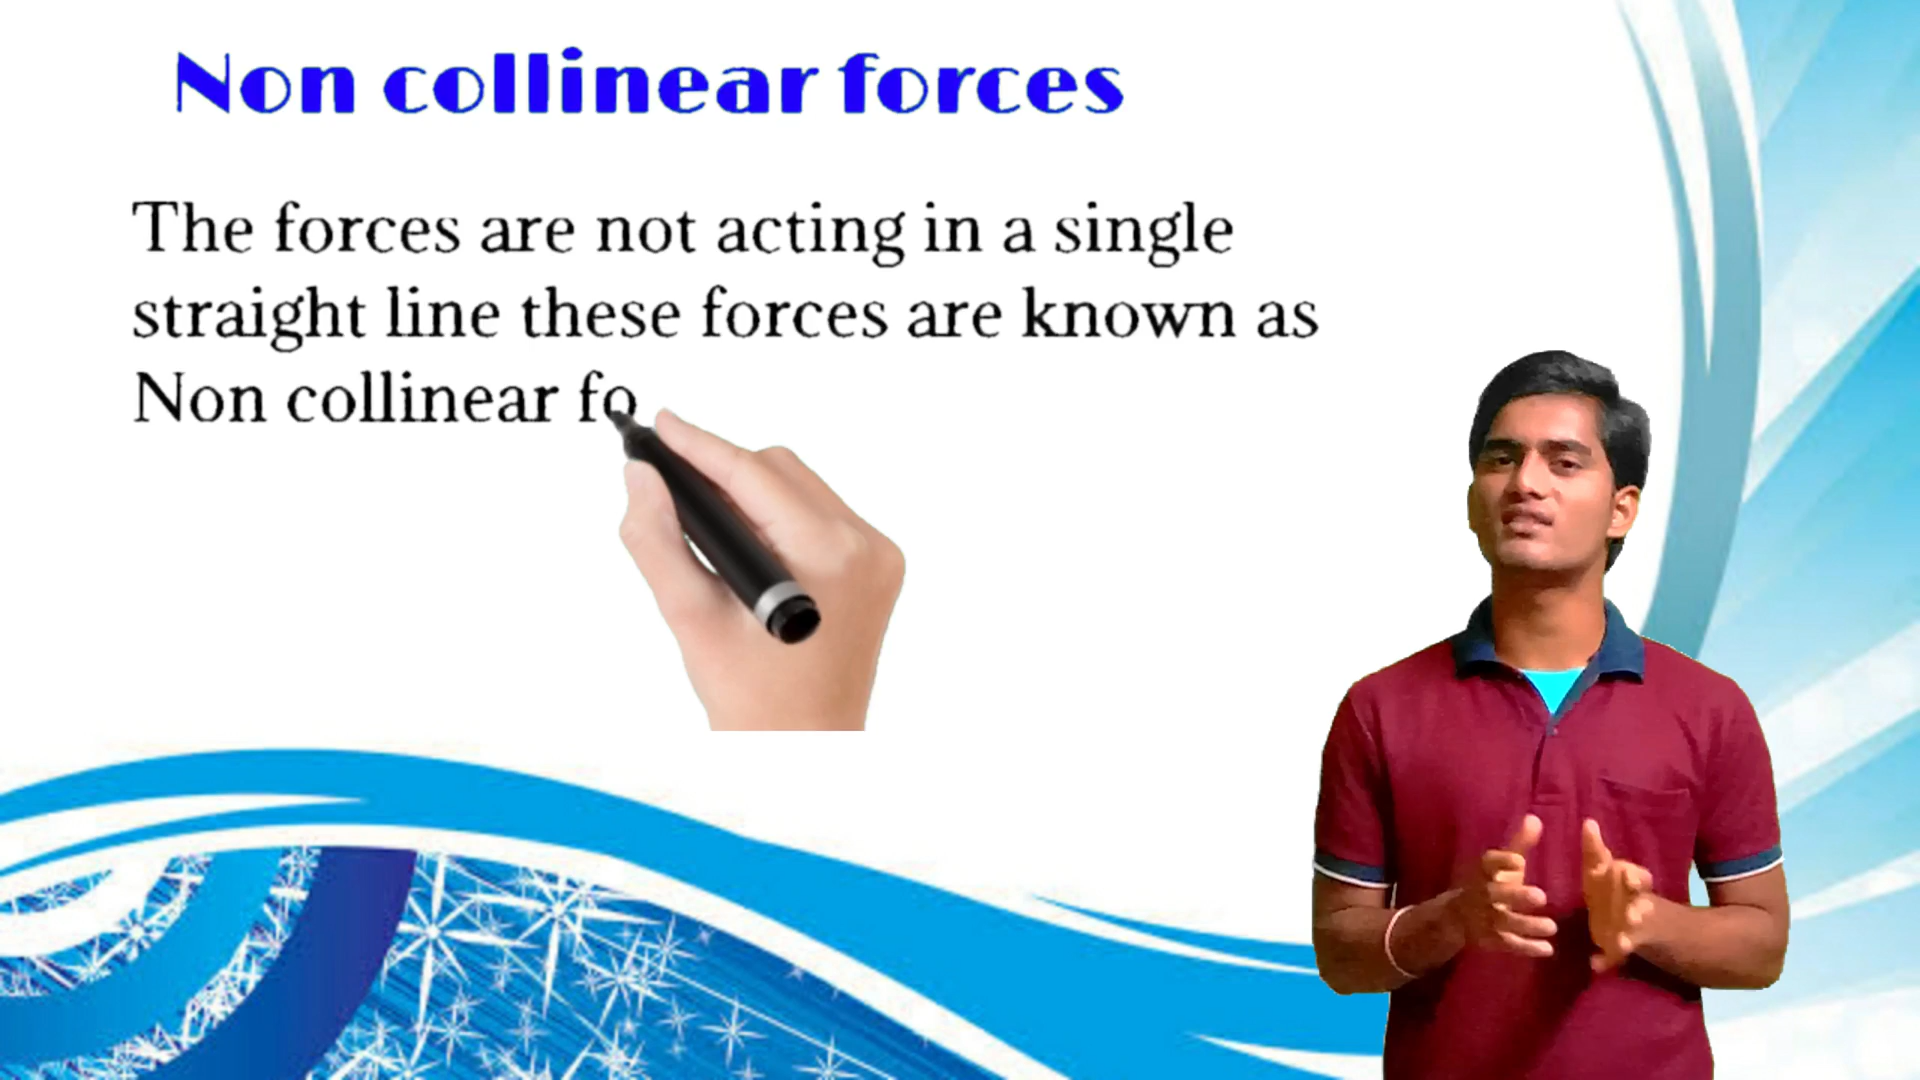 Non collinear forces
The forces are not acting in a single
straight line these forces are known as
Non collinear fo